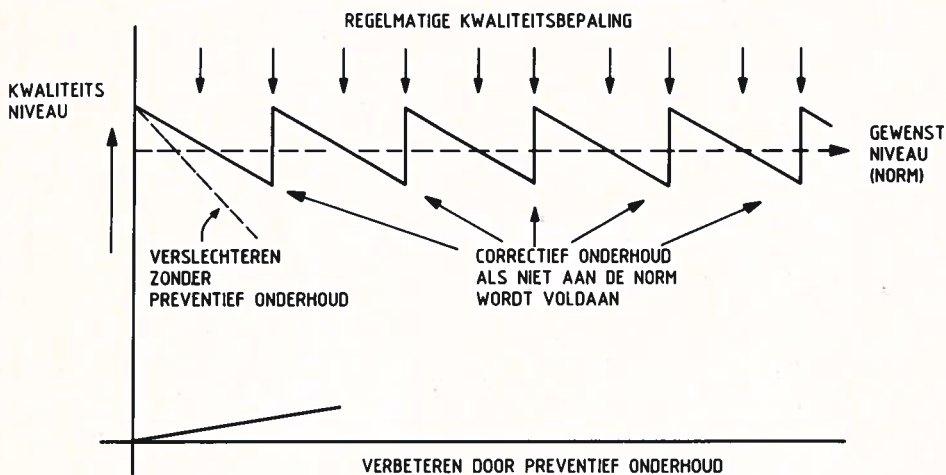 REGELMATIGE KWALITEITSBEPALING
KWALITEITS
NIVEAU
GEWENST
NIVEAU
(NORM)
VERSLECHTEREN
ZONDER
PREVENTIEF ONDERHOUD
CORRECTIEF ONDERHOUD
ALS NIET AAN DE NORM
WORDT VOLDAAN
VERBETEREN DOOR PREVENTIEF ONDERHOUD